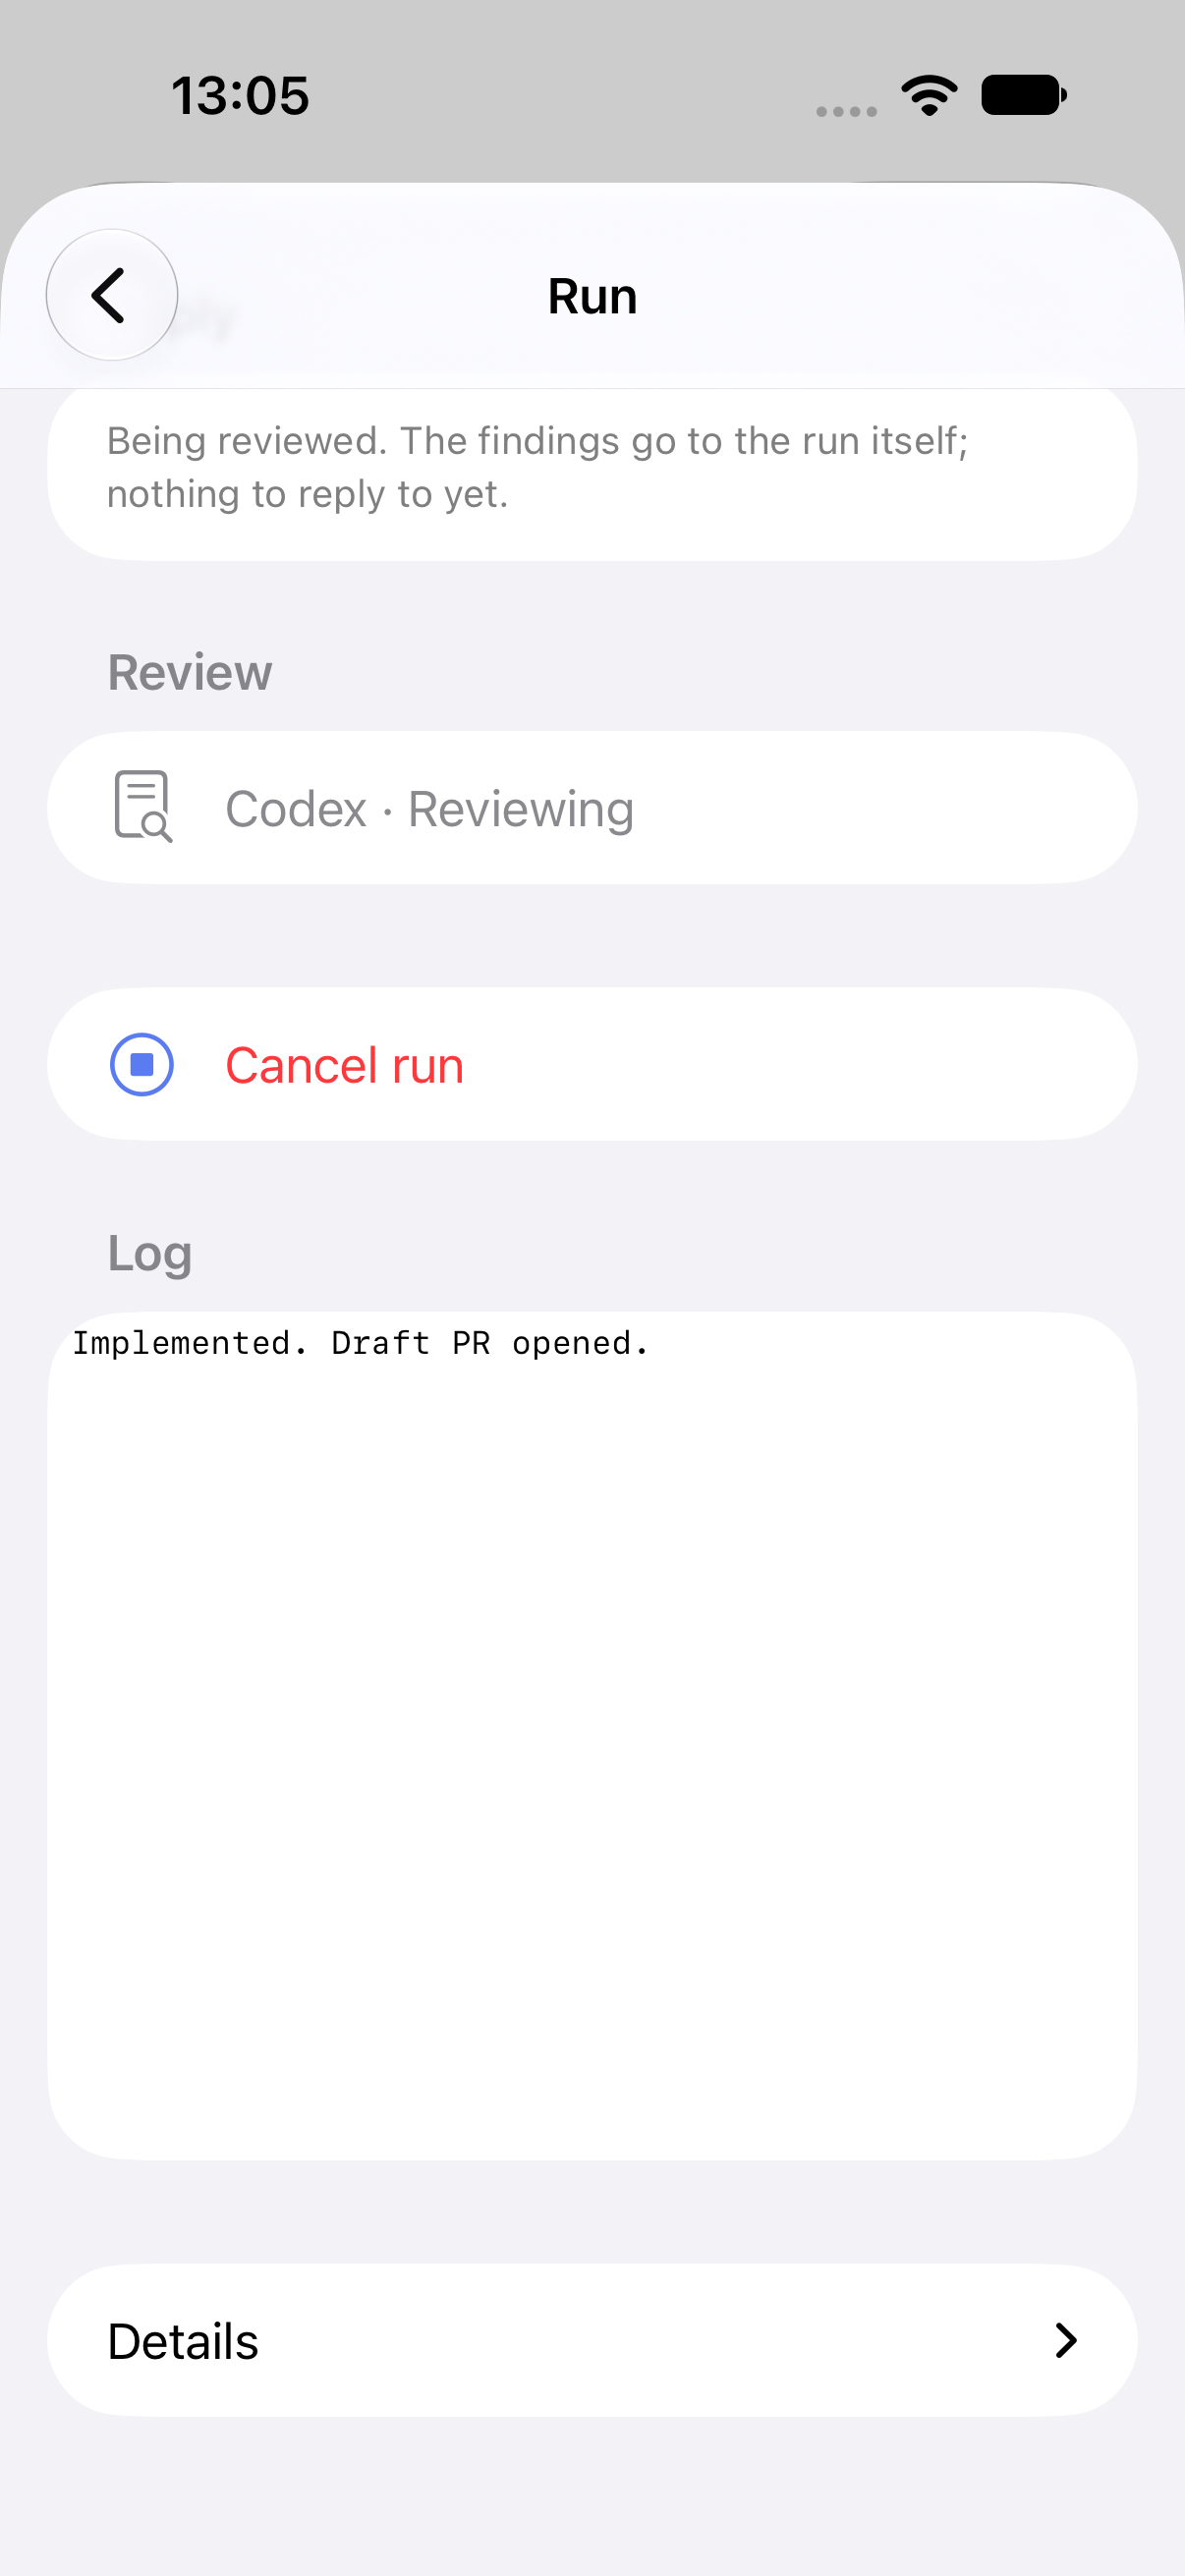 13:05
Run
Being reviewed. The findings go to the run itself;
nothing to reply to yet.
Review
Codex · Reviewing
Cancel run
Log
Implemented. Draft PR opened.
Details